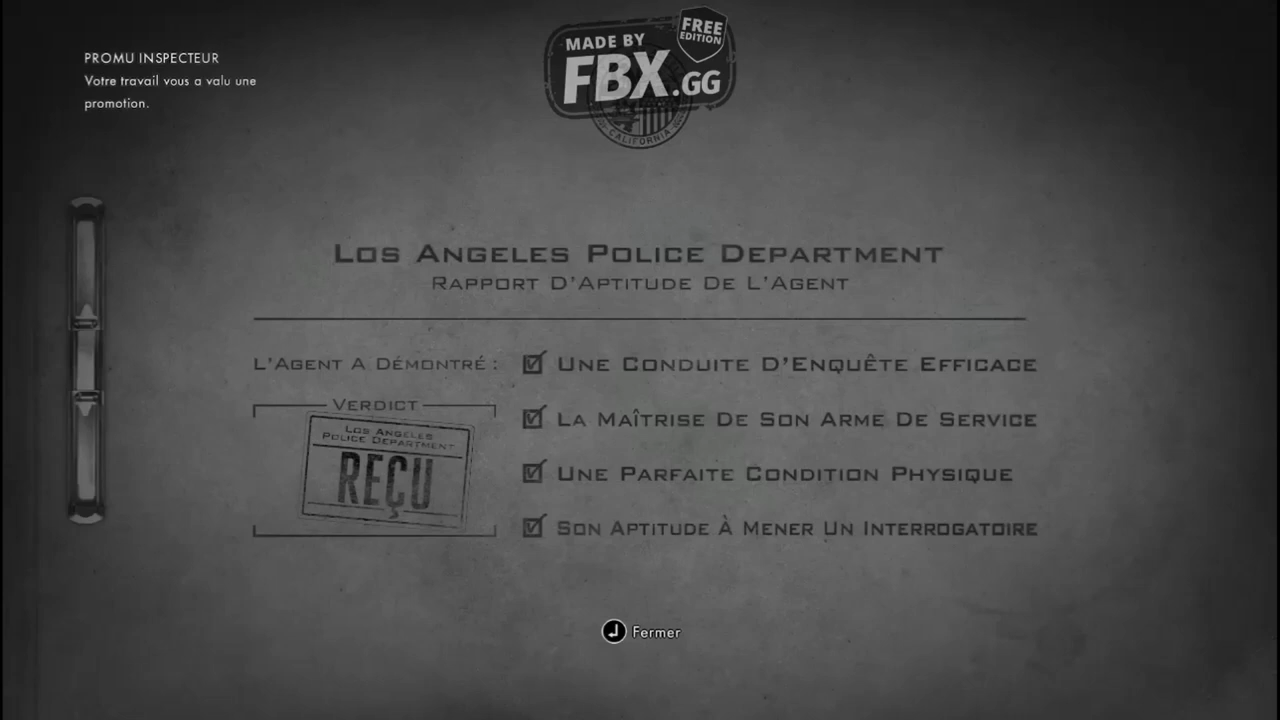 PROMU INSPECTEUR
Votre travail vous a valu une
promotion.
MADE BY
FBX.GG
FREE
EDITION
CALIFORNIA
LOS ANGELES POLICE DEPARTMENT
RAPPORT D'APTITUDE DE L'AGENT
L'AGENT A DÉMONTRÉ :
UNE CONDUITE D'ENQUÊTE EFFICACE
LA MAÎTRISE DE SON ARME DE SERVICE
UNE PARFAITE CONDITION PHYSIQUE
SON APTITUDE À MENER UN INTERROGATOIRE
VERDICT
LOS ANGELES
POLICE DEPARTMENT
REÇU
Fermer